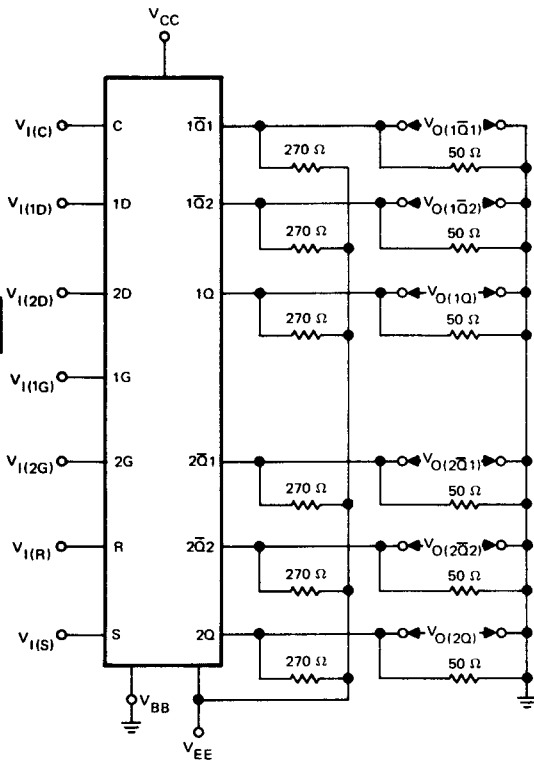 VCC
VI(C) C 1Q̅1 VO(1Q̅1)
270 Ω 50 Ω
VI(1D) 1D 1Q̅2 VO(1Q̅2)
270 Ω 50 Ω
VI(2D) 2D 1Q VO(1Q)
270 Ω 50 Ω
VI(1G) 1G
VI(2G) 2G 2Q̅1 VO(2Q̅1)
270 Ω 50 Ω
VI(R) R 2Q̅2 VO(2Q̅2)
270 Ω 50 Ω
VI(S) S 2Q VO(2Q)
270 Ω 50 Ω
VBB
VEE